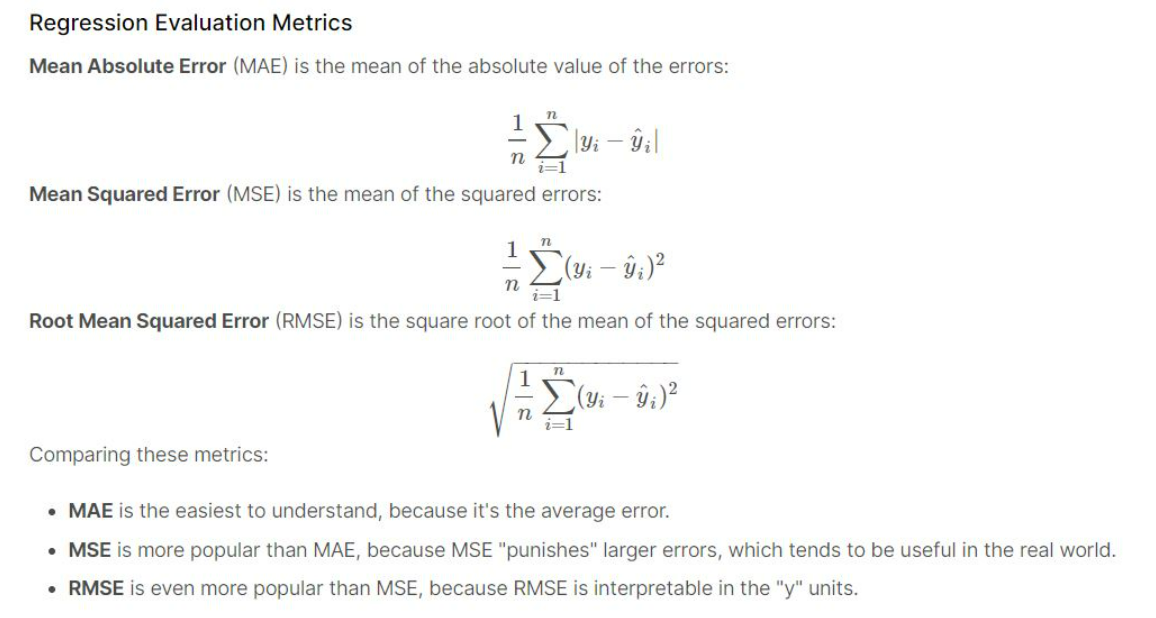 Regression Evaluation Metrics
Mean Absolute Error (MAE) is the mean of the absolute value of the errors:
$\frac{1}{n}\sum_{i=1}^{n}|y_i - \hat{y}_i|$
Mean Squared Error (MSE) is the mean of the squared errors:
$\frac{1}{n}\sum_{i=1}^{n}(y_i - \hat{y}_i)^2$
Root Mean Squared Error (RMSE) is the square root of the mean of the squared errors:
$\sqrt{\frac{1}{n}\sum_{i=1}^{n}(y_i - \hat{y}_i)^2}$
Comparing these metrics:
• MAE is the easiest to understand, because it's the average error.
• MSE is more popular than MAE, because MSE "punishes" larger errors, which tends to be useful in the real world.
• RMSE is even more popular than MSE, because RMSE is interpretable in the "y" units.